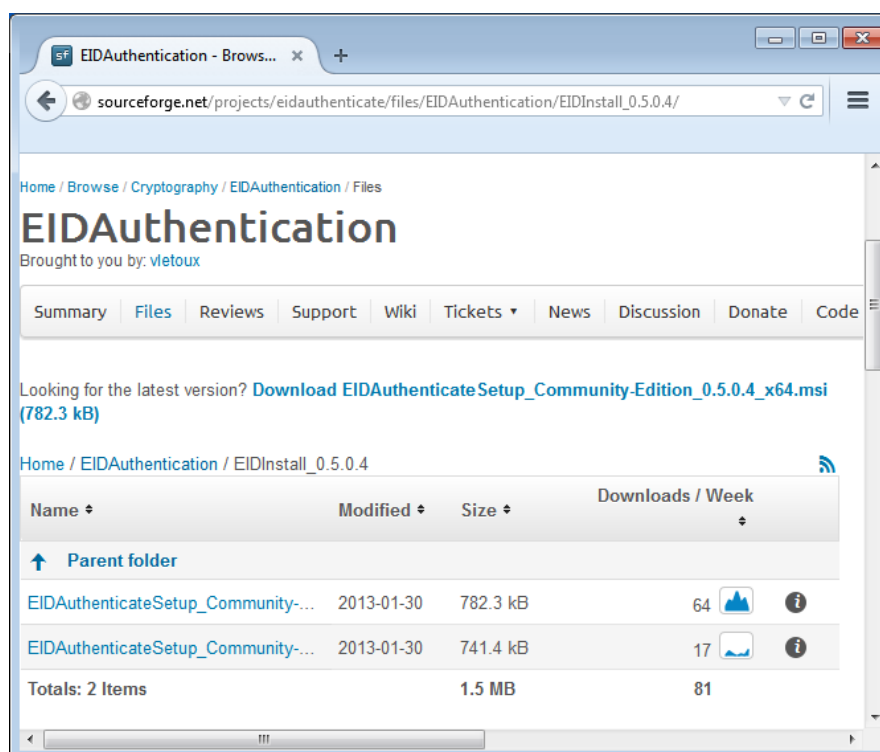 sf EIDAuthentication - Brows... × +
sourceforge.net/projects/eidauthenticate/files/EIDAuthentication/EIDInstall_0.5.0.4/
Home / Browse / Cryptography / EIDAuthentication / Files
EIDAuthentication
Brought to you by: vletoux
Summary Files Reviews Support Wiki Tickets ▾ News Discussion Donate Code
Looking for the latest version? Download EIDAuthenticateSetup_Community-Edition_0.5.0.4_x64.msi
(782.3 kB)
Home / EIDAuthentication / EIDInstall_0.5.0.4
Name Modified Size Downloads / Week
Parent folder
EIDAuthenticateSetup_Community-... 2013-01-30 782.3 kB 64
EIDAuthenticateSetup_Community-... 2013-01-30 741.4 kB 17
Totals: 2 Items 1.5 MB 81